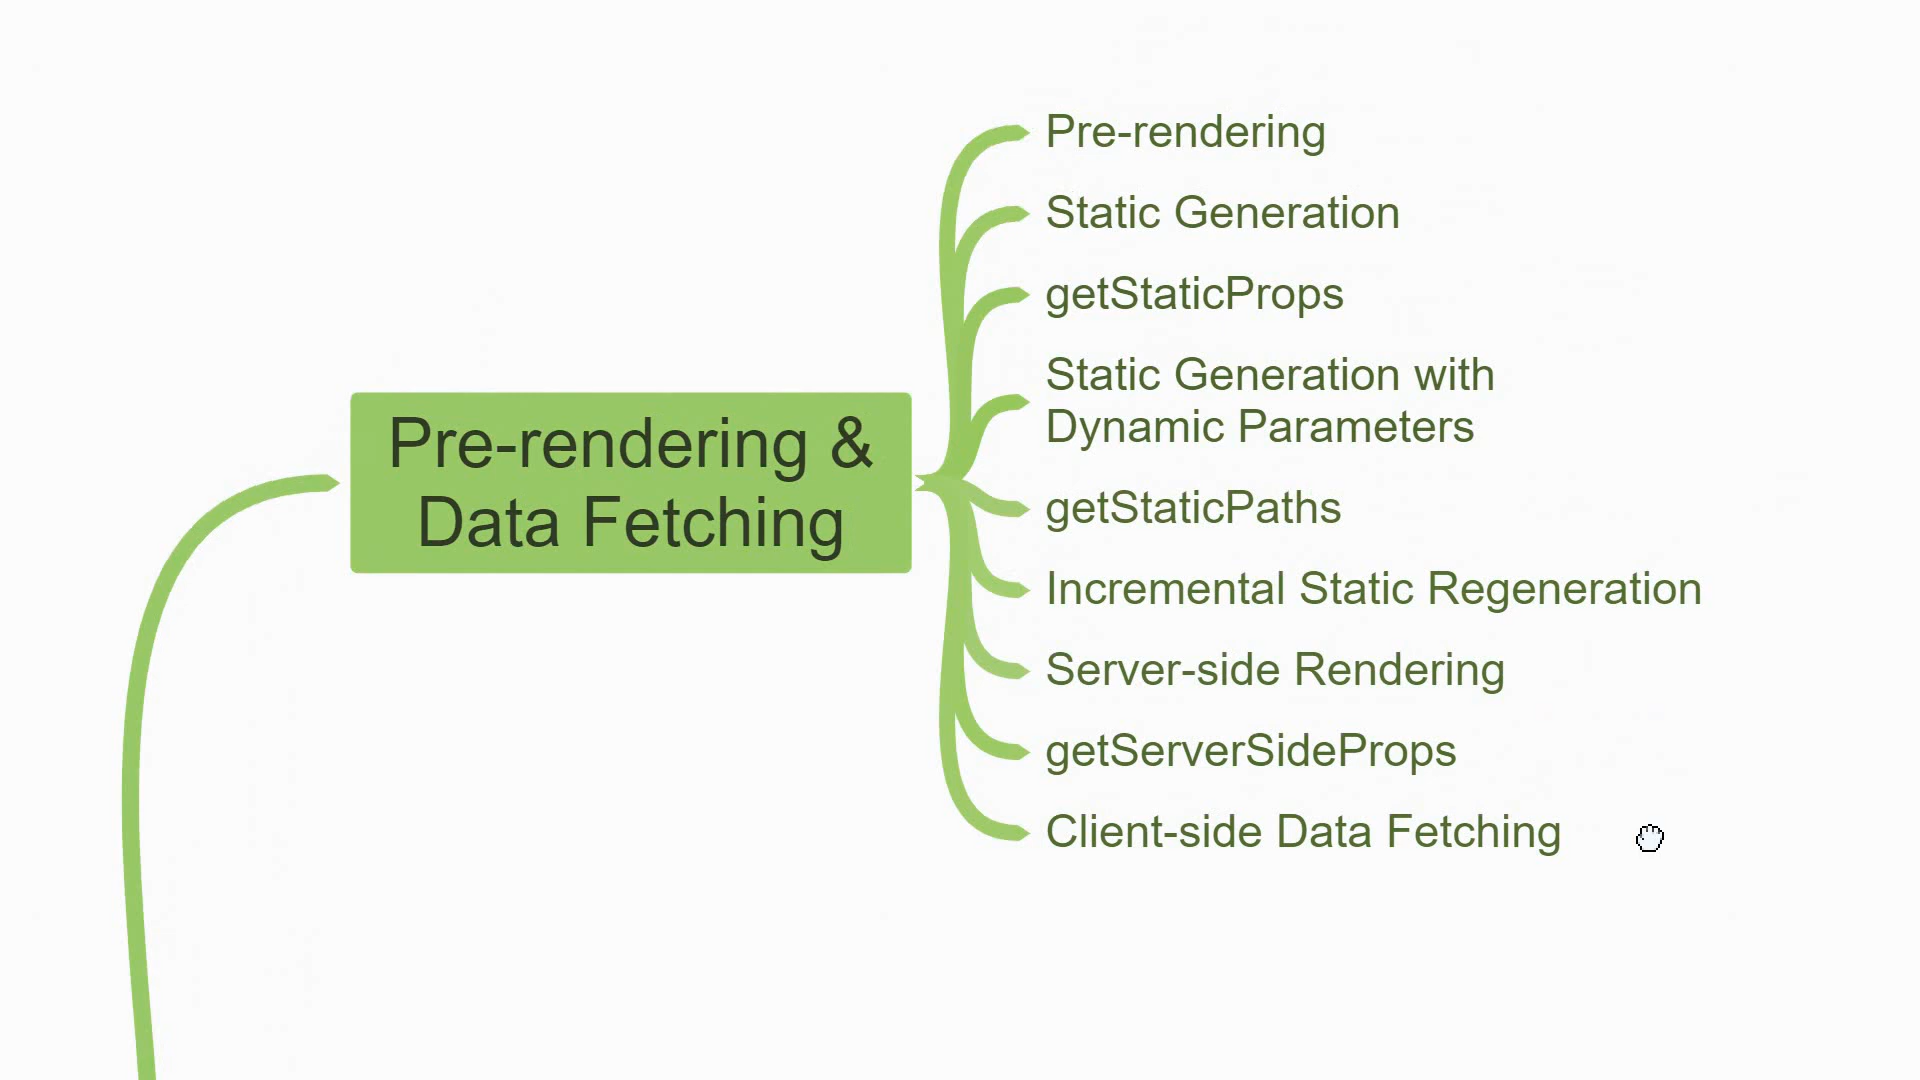 Pre-rendering &
Data Fetching
Pre-rendering
Static Generation
getStaticProps
Static Generation with
Dynamic Parameters
getStaticPaths
Incremental Static Regeneration
Server-side Rendering
getServerSideProps
Client-side Data Fetching